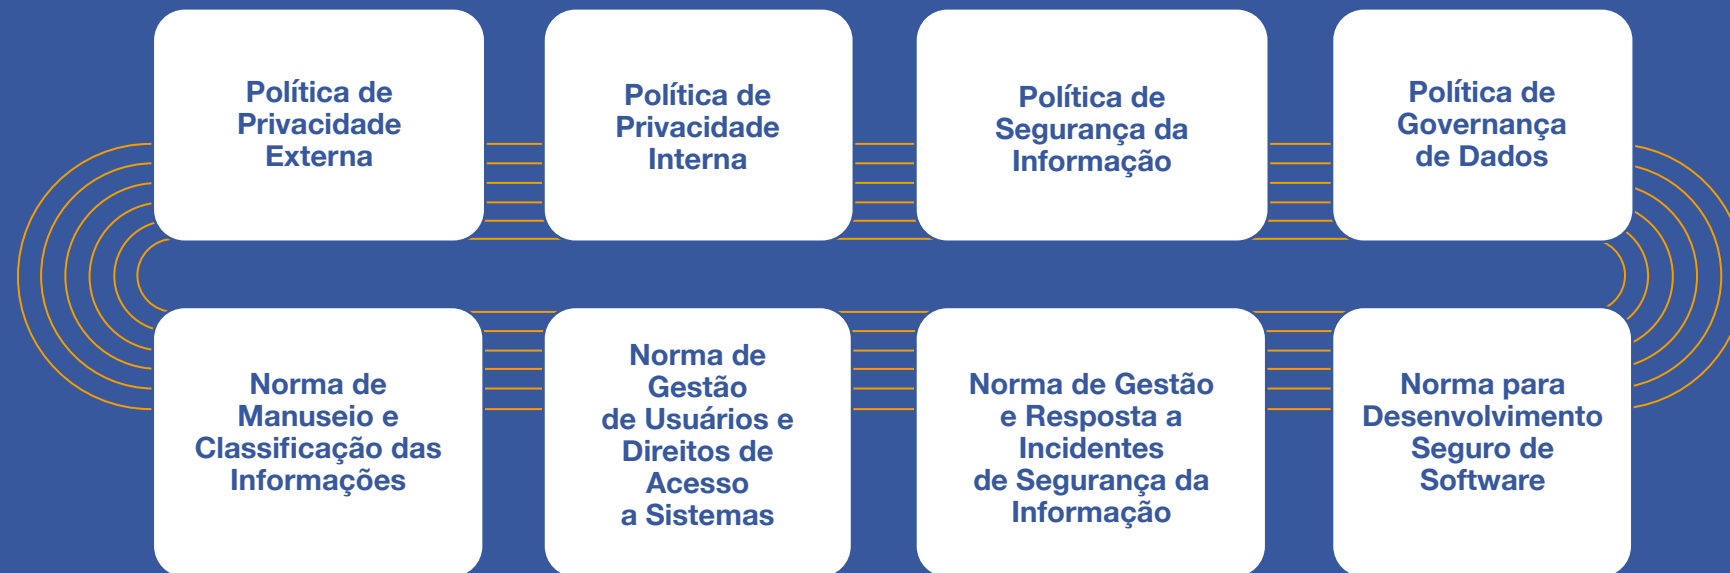 Política de
Privacidade
Externa
Política de
Privacidade
Interna
Política de
Segurança da
Informação
Política de
Governança
de Dados
Norma de
Manuseio e
Classificação das
Informações
Norma de
Gestão
de Usuários e
Direitos de
Acesso
a Sistemas
Norma de Gestão
e Resposta a
Incidentes
de Segurança da
Informação
Norma para
Desenvolvimento
Seguro de
Software